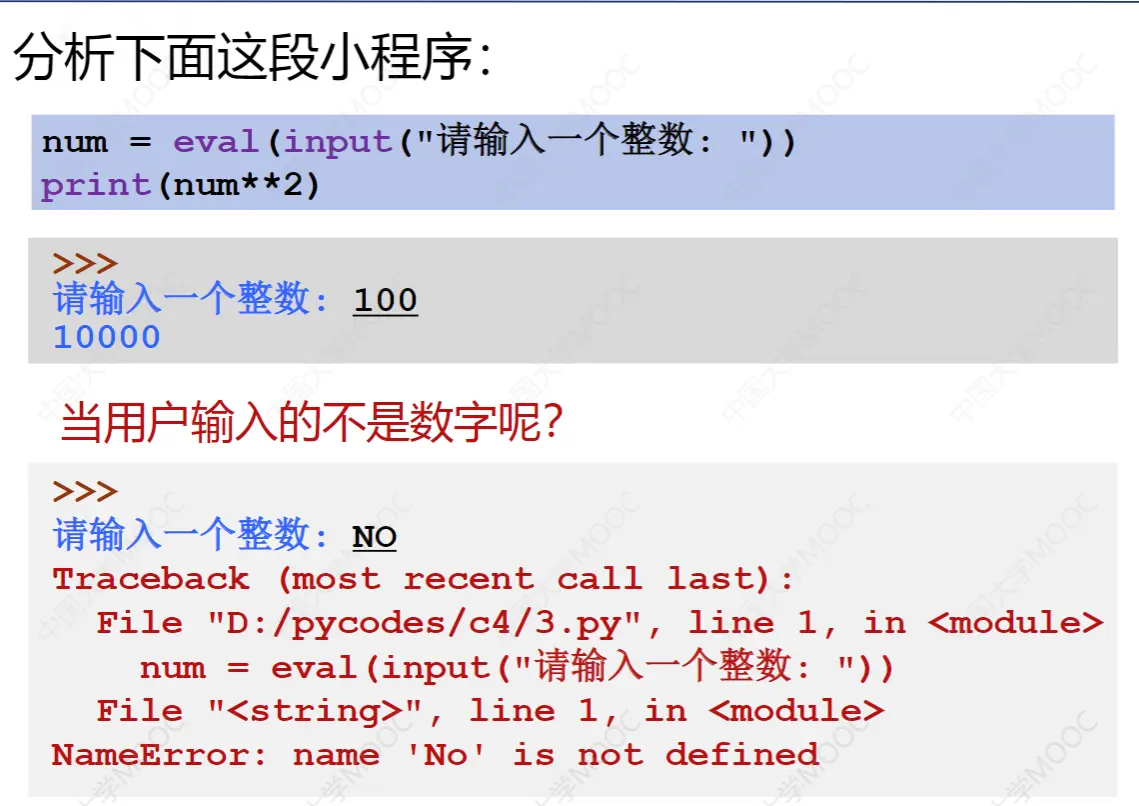 分析下面这段小程序:
num = eval(input("请输入一个整数: "))
print(num**2)
>>>
请输入一个整数: 100
10000
当用户输入的不是数字呢?
>>>
请输入一个整数: NO
Traceback (most recent call last):
File "D:/pycodes/c4/3.py", line 1, in <module>
num = eval(input("请输入一个整数: "))
File "<string>", line 1, in <module>
NameError: name 'No' is not defined
中国大学MOOC